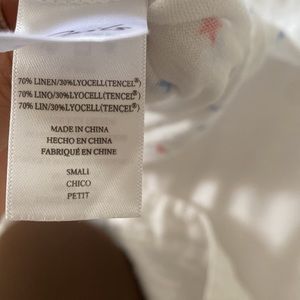 70% LINEN/30%LYOCELL(TENCEL®)
70% LINO/30%LYOCELL(TENCEL®)
70% LIN/30%LYOCELL(TENCEL®)
MADE IN CHINA
HECHO EN CHINA
FABRIQUÉ EN CHINE
SMALL
CHICO
PETIT